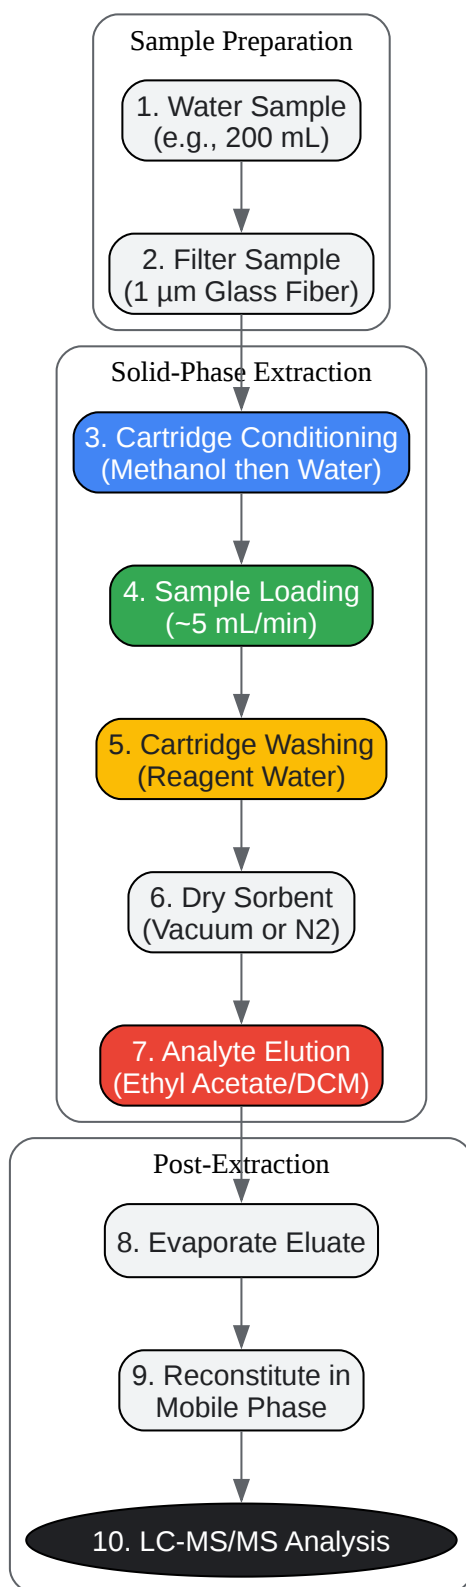 Sample Preparation
1. Water Sample
(e.g., 200 mL)
2. Filter Sample
(1 µm Glass Fiber)
Solid-Phase Extraction
3. Cartridge Conditioning
(Methanol then Water)
4. Sample Loading
(~5 mL/min)
5. Cartridge Washing
(Reagent Water)
6. Dry Sorbent
(Vacuum or N2)
7. Analyte Elution
(Ethyl Acetate/DCM)
Post-Extraction
8. Evaporate Eluate
9. Reconstitute in
Mobile Phase
10. LC-MS/MS Analysis